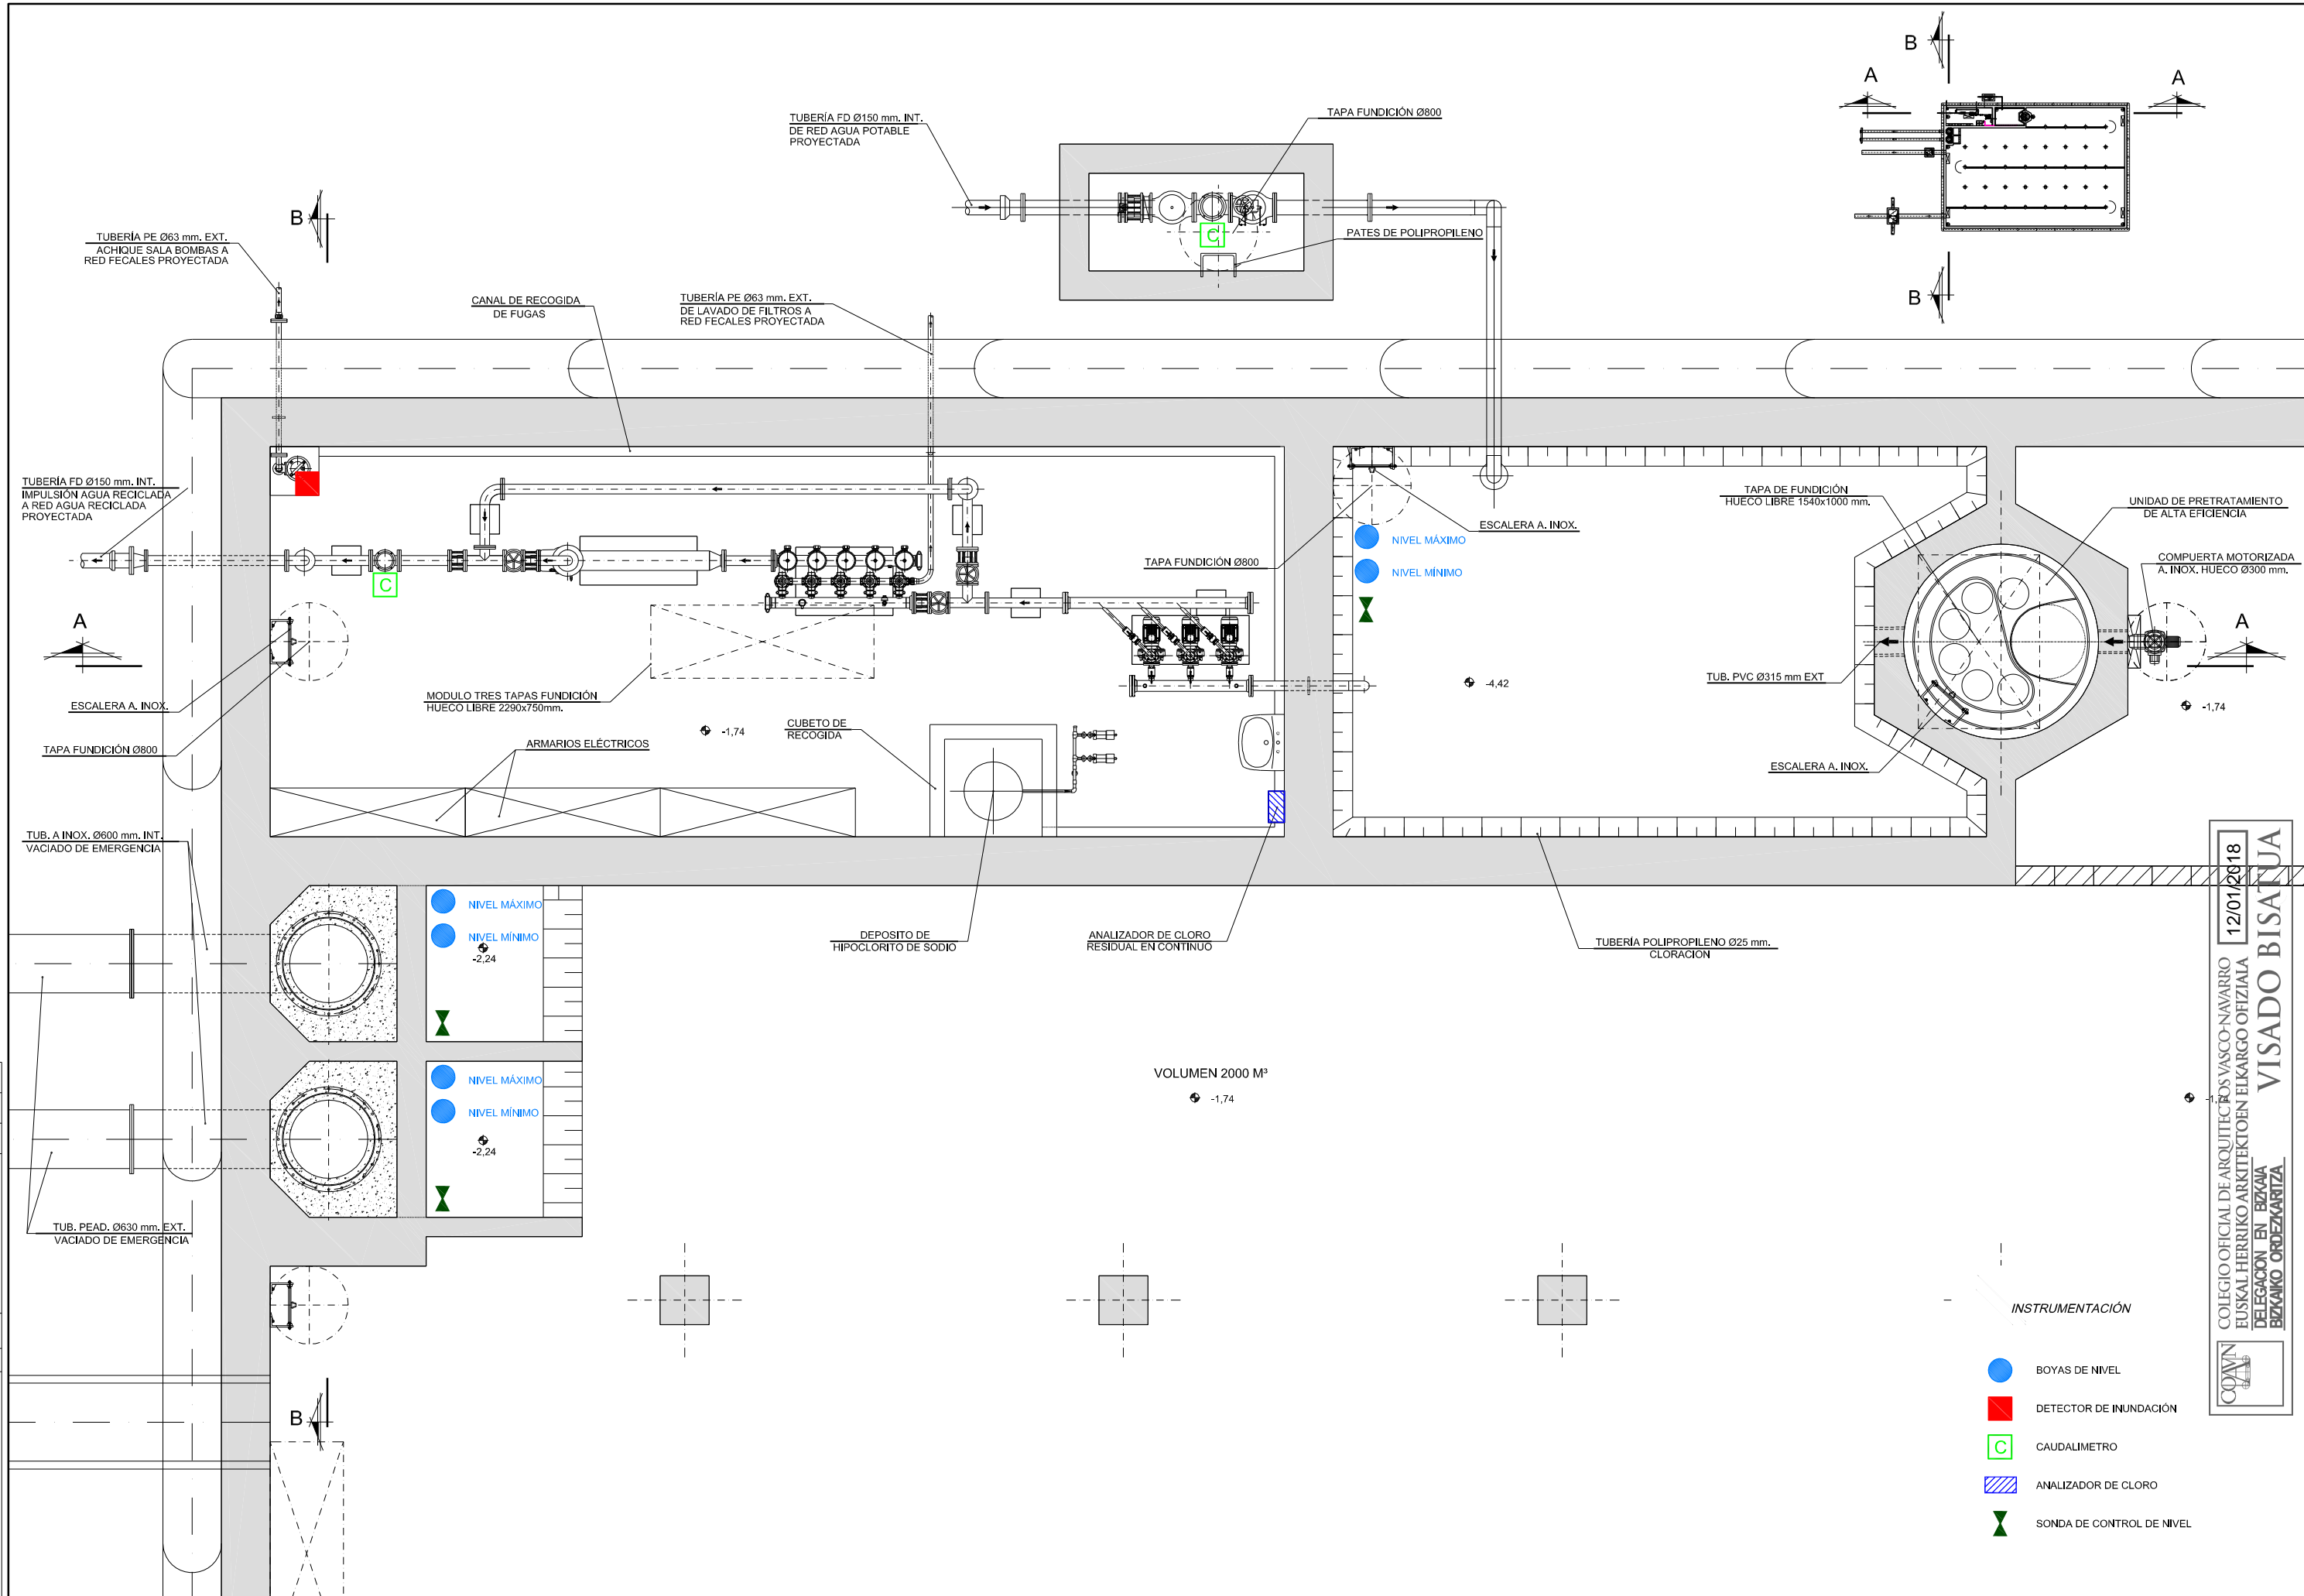 B
A
A
B
TUBERÍA FD Ø150 mm. INT.
DE RED AGUA POTABLE
PROYECTADA
TAPA FUNDICIÓN Ø800
C
PATES DE POLIPROPILENO
B
TUBERÍA PE Ø63 mm. EXT.
ACHIQUE SALA BOMBAS A
RED FECALES PROYECTADA
CANAL DE RECOGIDA
DE FUGAS
TUBERÍA PE Ø63 mm. EXT.
DE LAVADO DE FILTROS A
RED FECALES PROYECTADA
TUBERÍA FD Ø150 mm. INT.
IMPULSIÓN AGUA RECICLADA
A RED AGUA RECICLADA
PROYECTADA
C
TAPA FUNDICIÓN Ø800
ESCALERA A. INOX.
NIVEL MÁXIMO
NIVEL MÍNIMO
TAPA DE FUNDICIÓN
HUECO LIBRE 1540x1000 mm.
UNIDAD DE PRETRATAMIENTO
DE ALTA EFICIENCIA
COMPUERTA MOTORIZADA
A. INOX. HUECO Ø300 mm.
A
A
ESCALERA A. INOX.
TAPA FUNDICIÓN Ø800
MODULO TRES TAPAS FUNDICIÓN
HUECO LIBRE 2290x750mm.
-1,74
ARMARIOS ELÉCTRICOS
CUBETO DE
RECOGIDA
-4,42
TUB. PVC Ø315 mm EXT
-1,74
ESCALERA A. INOX.
TUB. A INOX. Ø600 mm. INT.
VACIADO DE EMERGENCIA
NIVEL MÁXIMO
NIVEL MÍNIMO
-2,24
DEPOSITO DE
HIPOCLORITO DE SODIO
ANALIZADOR DE CLORO
RESIDUAL EN CONTINUO
TUBERÍA POLIPROPILENO Ø25 mm.
CLORACION
NIVEL MÁXIMO
NIVEL MÍNIMO
-2,24
VOLUMEN 2000 M³
-1,74
-1,74
TUB. PEAD. Ø630 mm. EXT.
VACIADO DE EMERGENCIA
B
INSTRUMENTACIÓN
BOYAS DE NIVEL
DETECTOR DE INUNDACIÓN
C
CAUDALIMETRO
ANALIZADOR DE CLORO
SONDA DE CONTROL DE NIVEL
COAVN
COLEGIO OFICIAL DE ARQUITECTOS VASCO-NAVARRO
EUSKAL HERRIKO ARKITEKTOEN ELKARGO OFIZIALA
DELEGACION EN BIZKAIA
BIZKAIKO ORDEZKARITZA
12/01/2018
VISADO BISATUA